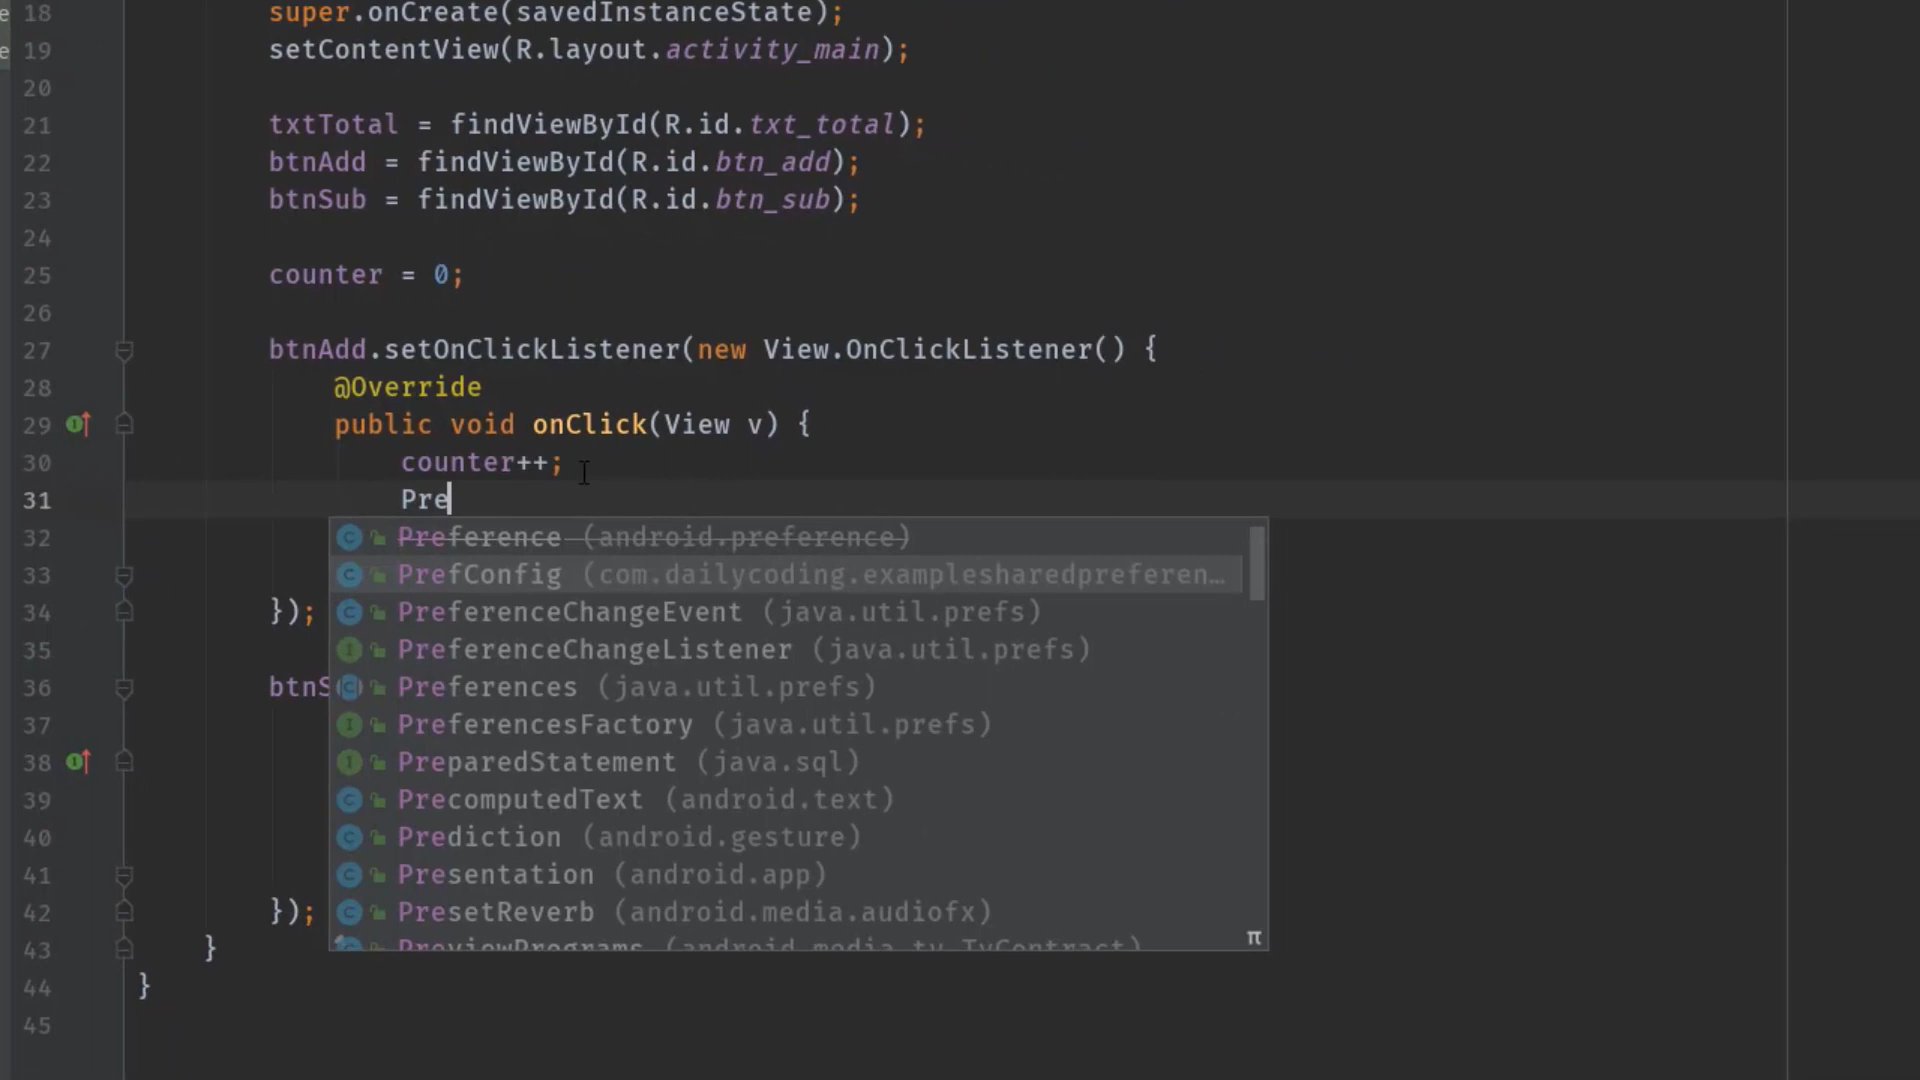 e 18 super.onCreate(savedInstanceState);
e 19 setContentView(R.layout.activity_main);
20
21 txtTotal = findViewById(R.id.txt_total);
22 btnAdd = findViewById(R.id.btn_add);
23 btnSub = findViewById(R.id.btn_sub);
24
25 counter = 0;
26
27 btnAdd.setOnClickListener(new View.OnClickListener() {
28 @Override
29 public void onClick(View v) {
30 counter++;
31 Pre
32 Preference (android.preference)
33 PrefConfig (com.dailycoding.examplesharedpreferen…
34 }); PreferenceChangeEvent (java.util.prefs)
35 PreferenceChangeListener (java.util.prefs)
36 btnS Preferences (java.util.prefs)
37 PreferencesFactory (java.util.prefs)
38 PreparedStatement (java.sql)
39 PrecomputedText (android.text)
40 Prediction (android.gesture)
41 Presentation (android.app)
42 }); PresetReverb (android.media.audiofx)
43 } PreviewPrograms (android.media.tv.TvContract) π
44 }
45